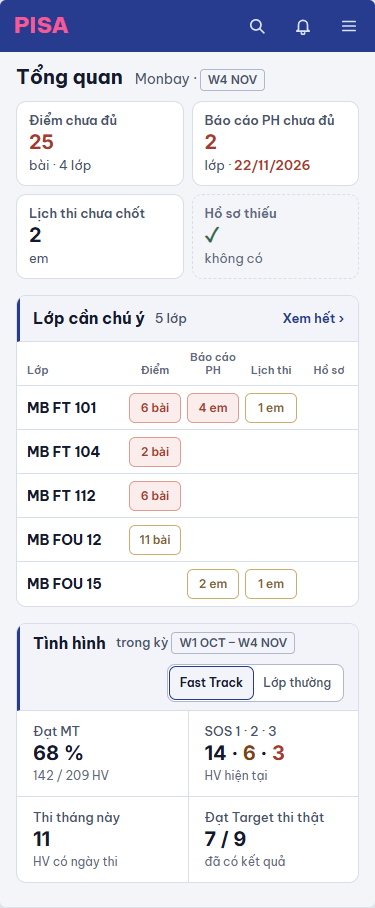 PISA
Tổng quan Monbay · W4 NOV
Điểm chưa đủ
25
bài · 4 lớp
Báo cáo PH chưa đủ
2
lớp · 22/11/2026
Lịch thi chưa chốt
2
em
Hồ sơ thiếu
✓
không có
Lớp cần chú ý 5 lớp Xem hết ›
Lớp Điểm Báo cáo PH Lịch thi Hồ sơ
MB FT 101 6 bài 4 em 1 em
MB FT 104 2 bài
MB FT 112 6 bài
MB FOU 12 11 bài
MB FOU 15 2 em 1 em
Tình hình trong kỳ W1 OCT – W4 NOV
Fast Track Lớp thường
Đạt MT
68 %
142 / 209 HV
SOS 1 · 2 · 3
14 · 6 · 3
HV hiện tại
Thi tháng này
11
HV có ngày thi
Đạt Target thi thật
7 / 9
đã có kết quả